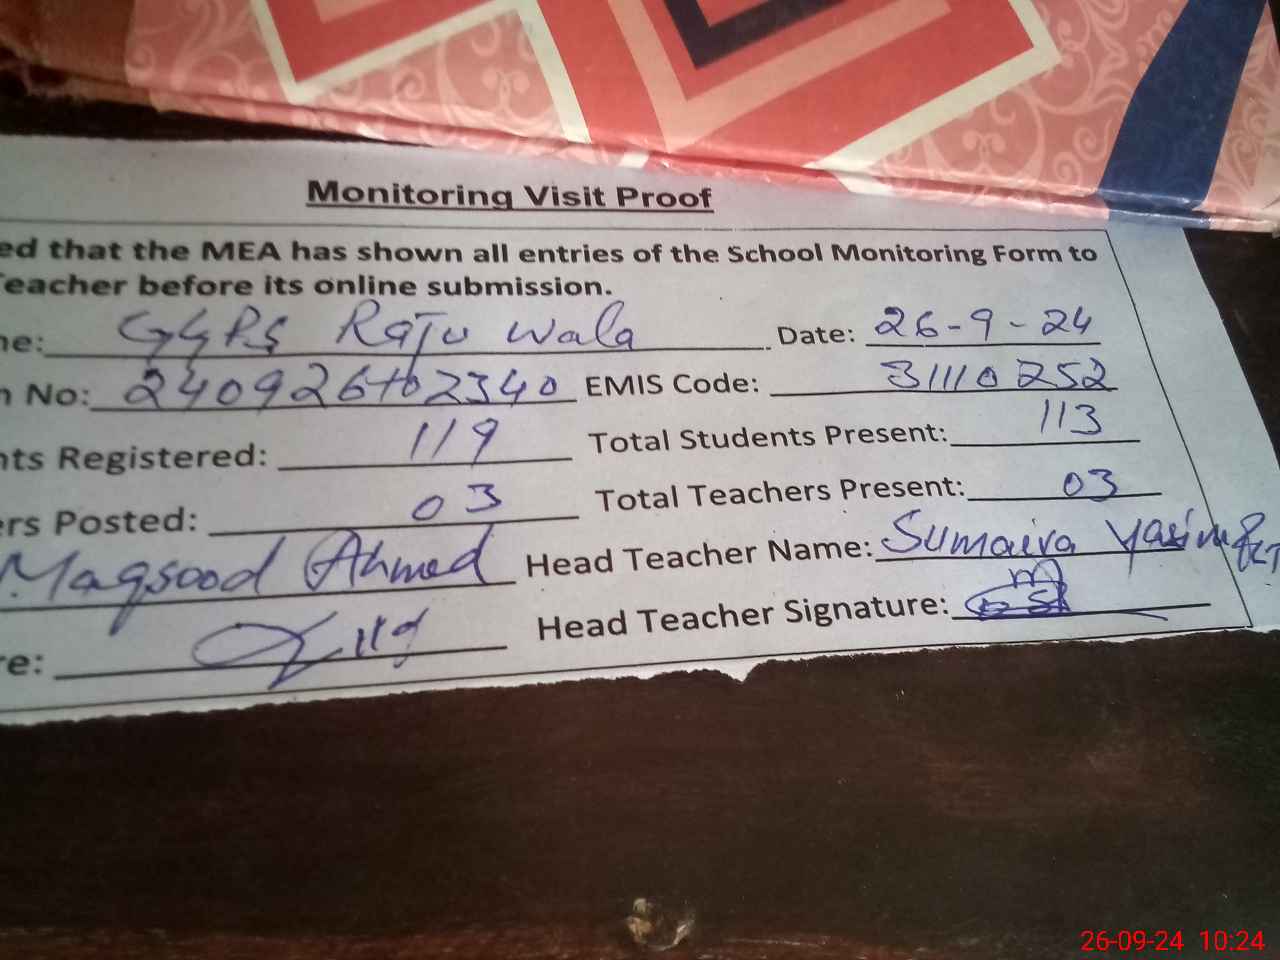 Monitoring Visit Proof
ed that the MEA has shown all entries of the School Monitoring Form to
eacher before its online submission.
ne: GGPS Raju wala Date: 26-9-24
n No: EMIS Code: 31110252
nts Registered: 119 Total Students Present: 113
ers Posted: 03 Total Teachers Present: 03
Maqsood Ahmed Head Teacher Name: Sumaira Yasin
re: Head Teacher Signature:
26-09-24 10:24